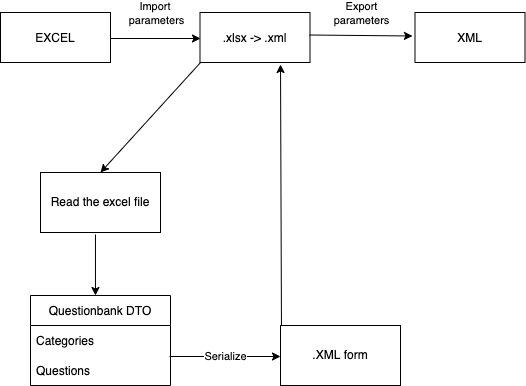 Import
parameters
Export
parameters
EXCEL
.xlsx -> .xml
XML
Read the excel file
Questionbank DTO
Categories
Questions
Serialize
.XML form